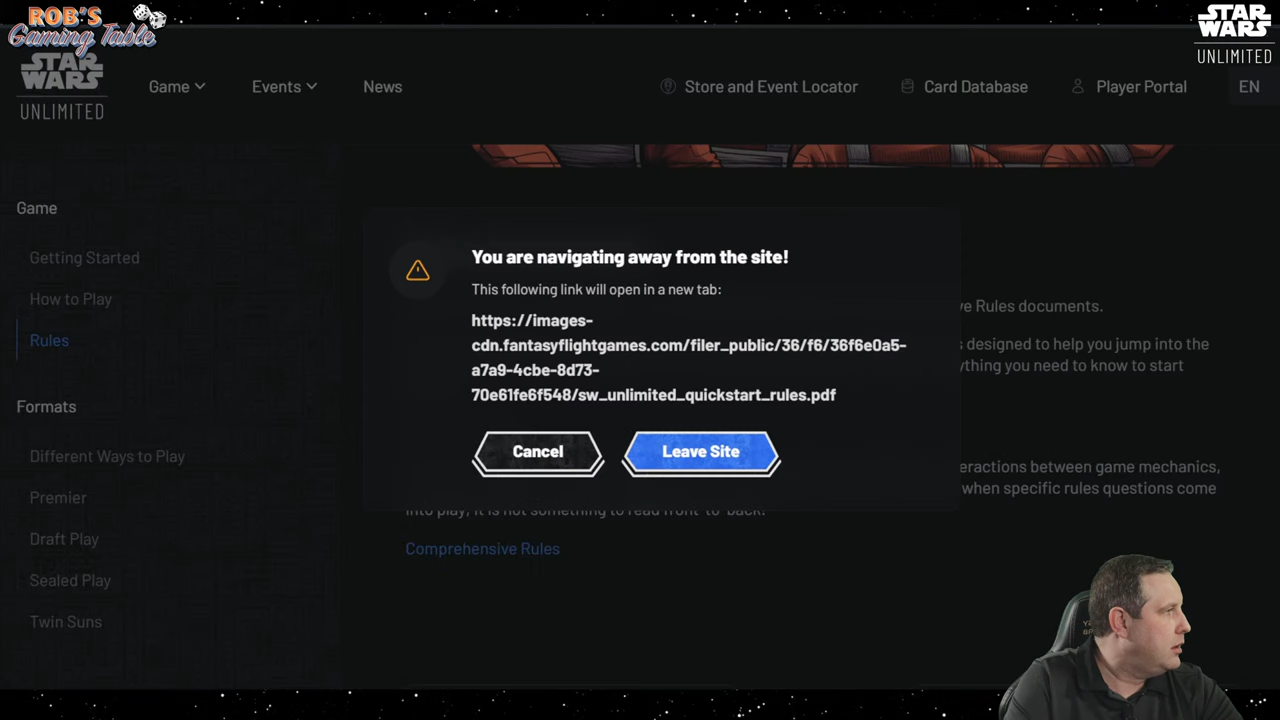 ROB'S
Gaming Table
STAR
WARS
UNLIMITED
STAR
WARS
UNLIMITED
Game
Events
News
Store and Event Locator
Card Database
Player Portal
EN
Game
Getting Started
How to Play
Rules
Formats
Different Ways to Play
Premier
Draft Play
Sealed Play
Twin Suns
You are navigating away from the site!
This following link will open in a new tab:
https://images-
cdn.fantasyflightgames.com/filer_public/36/f6/36f6e0a5-
a7a9-4cbe-8d73-
70e61fe6f548/sw_unlimited_quickstart_rules.pdf
Cancel
Leave Site
ve Rules documents.
s designed to help you jump into the
ything you need to know to start
eractions between game mechanics,
when specific rules questions come
into play; it is not something to read front-to-back!
Comprehensive Rules